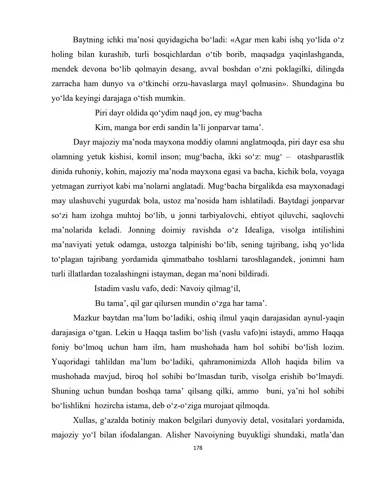 Baytning ichki ma’nosi quyidagicha bo‘ladi: «Agar men kabi ishq yo‘lida o‘z
holing bilan kurashib, turli bosqichlardan o‘tib borib, maqsadga yaqinlashganda,
mendek devona bo‘lib qolmayin desang, avval boshdan o‘zni poklagilki, dilingda
zarracha ham dunyo va o‘tkinchi orzu-havaslarga mayl qolmasin». Shundagina bu
yo‘lda keyingi darajaga o‘tish mumkin.
Piri dayr oldida qo‘ydim naqd jon, ey mug‘bacha
Kim, manga bor erdi sandin la’li jonparvar tama’.
Dayr majoziy ma’noda mayxona moddiy olamni anglatmoqda, piri dayr esa shu
olamning yetuk kishisi, komil inson; mug‘bacha, ikki so‘z: mug‘ – otashparastlik
dinida ruhoniy, kohin, majoziy ma’noda mayxona egasi va bacha, kichik bola, voyaga
yetmagan zurriyot kabi ma’nolarni anglatadi. Mug‘bacha birgalikda esa mayxonadagi
may ulashuvchi yugurdak bola, ustoz ma’nosida ham ishlatiladi. Baytdagi jonparvar
so‘zi ham izohga muhtoj bo‘lib, u jonni tarbiyalovchi, ehtiyot qiluvchi, saqlovchi
ma’nolarida keladi. Jonning doimiy ravishda o‘z Idealiga, visolga intilishini
ma’naviyati yetuk odamga, ustozga talpinishi bo‘lib, sening tajribang, ishq yo‘lida
to‘plagan tajribang yordamida qimmatbaho toshlarni taroshlagandek, jonimni ham
turli illatlardan tozalashingni istayman, degan ma’noni bildiradi.
Istadim vaslu vafo, dedi: Navoiy qilmag‘il,
Bu tama’, qil gar qilursen mundin o‘zga har tama’.
Mazkur baytdan ma’lum bo‘ladiki, oshiq ilmul yaqin darajasidan aynul-yaqin
darajasiga o‘tgan. Lekin u Haqqa taslim bo‘lish (vaslu vafo)ni istaydi, ammo Haqqa
foniy bo‘lmoq uchun ham ilm, ham mushohada ham hol sohibi bo‘lish lozim.
Yuqoridagi tahlildan ma’lum bo‘ladiki, qahramonimizda Alloh haqida bilim va
mushohada mavjud, biroq hol sohibi bo‘lmasdan turib, visolga erishib bo‘lmaydi.
Shuning uchun bundan boshqa tama’ qilsang qilki, ammo buni, ya’ni hol sohibi
bo‘lishlikni hozircha istama, deb o‘z-o‘ziga murojaat qilmoqda.
Xullas, g‘azalda botiniy makon belgilari dunyoviy detal, vositalari yordamida,
majoziy yo‘l bilan ifodalangan. Alisher Navoiyning buyukligi shundaki, matla’dan
178